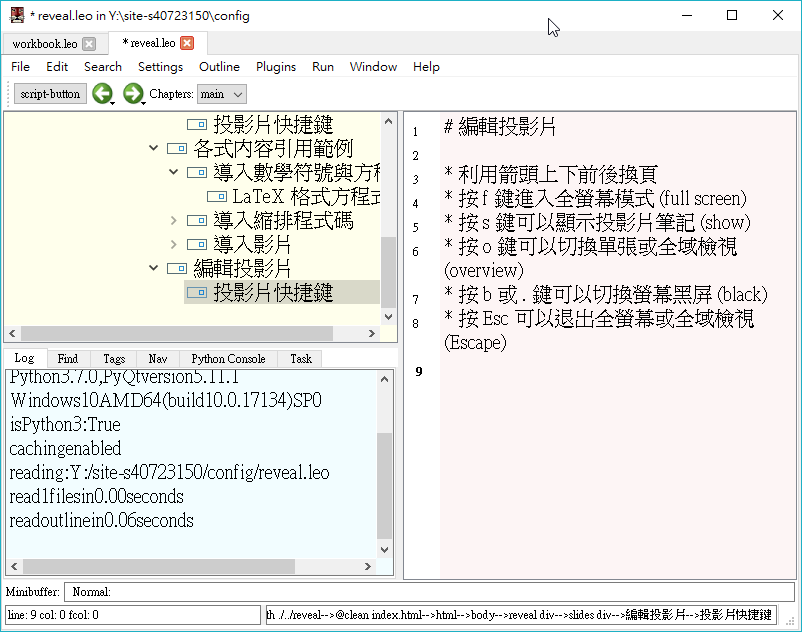 * reveal.leo in Y:\site-s40723150\config
workbook.leo
* reveal.leo
File Edit Search Settings Outline Plugins Run Window Help
script-button Chapters: main
投影片快捷鍵
各式內容引用範例
導入數學符號與方程
LaTeX 格式方程式
導入縮排程式碼
導入影片
編輯投影片
投影片快捷鍵
Log Find Tags Nav Python Console Task
Python3.7.0,PyQtversion5.11.1
Windows10AMD64(build10.0.17134)SP0
isPython3:True
cachingenabled
reading:Y:/site-s40723150/config/reveal.leo
read1filesin0.00seconds
readoutlinein0.06seconds
1 # 編輯投影片
2
3 * 利用箭頭上下前後換頁
4 * 按 f 鍵進入全螢幕模式 (full screen)
5 * 按 s 鍵可以顯示投影片筆記 (show)
6 * 按 o 鍵可以切換單張或全域檢視
(overview)
7 * 按 b 或 . 鍵可以切換螢幕黑屏 (black)
8 * 按 Esc 可以退出全螢幕或全域檢視
(Escape)
9
Minibuffer: Normal:
line: 9 col: 0 fcol: 0
th ./../reveal-->@clean index.html-->html-->body-->reveal div-->slides div-->編輯投影片-->投影片快捷鍵